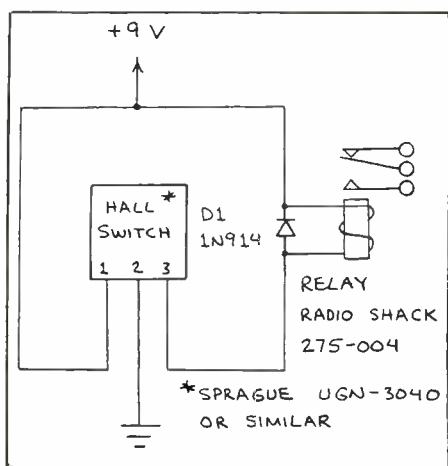 +9 V
HALL *
SWITCH
1 2 3
D1
1N914
RELAY
RADIO SHACK
275-004
*SPRAGUE UGN-3040
OR SIMILAR